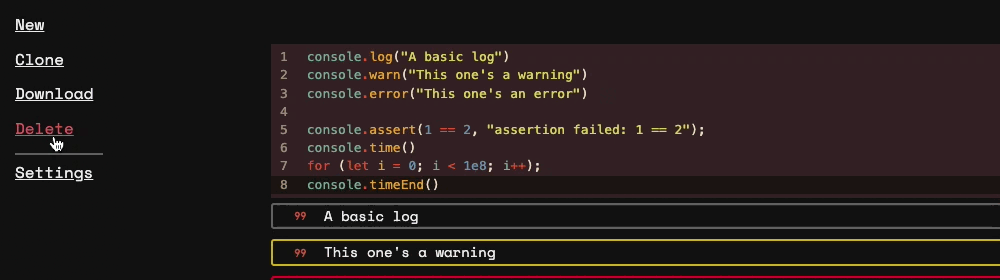 New
Clone
Download
Delete
Settings
1 console.log("A basic log")
2 console.warn("This one's a warning")
3 console.error("This one's an error")
4
5 console.assert(1 == 2, "assertion failed: 1 == 2");
6 console.time()
7 for (let i = 0; i < 1e8; i++);
8 console.timeEnd()
99 A basic log
99 This one's a warning